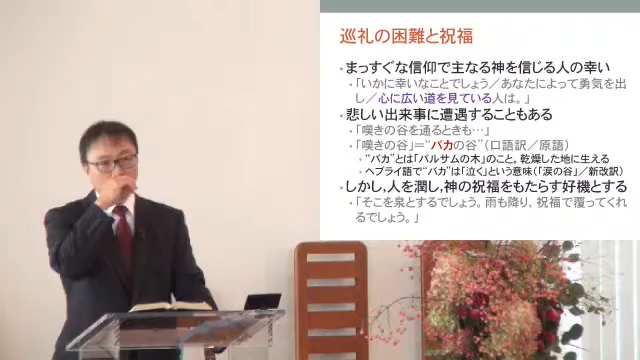 巡礼の困難と祝福
・まっすぐな信仰で主なる神を信じる人の幸い
・「いかに幸いなことでしょう／あなたによって勇気を出し／心に広い道を見ている人は。」
・悲しい出来事に遭遇することもある
・「嘆きの谷を通るときも…」
・「嘆きの谷」=“バカの谷”（口語訳／原語）
・“バカ”とは「バルサムの木」のこと。乾燥した地に生える
・ヘブライ語で“バカ”は「泣く」という意味（「涙の谷」／新改訳）
・しかし，人を潤し，神の祝福をもたらす好機とする
・「そこを泉とするでしょう。雨も降り、祝福で覆ってくれるでしょう。」